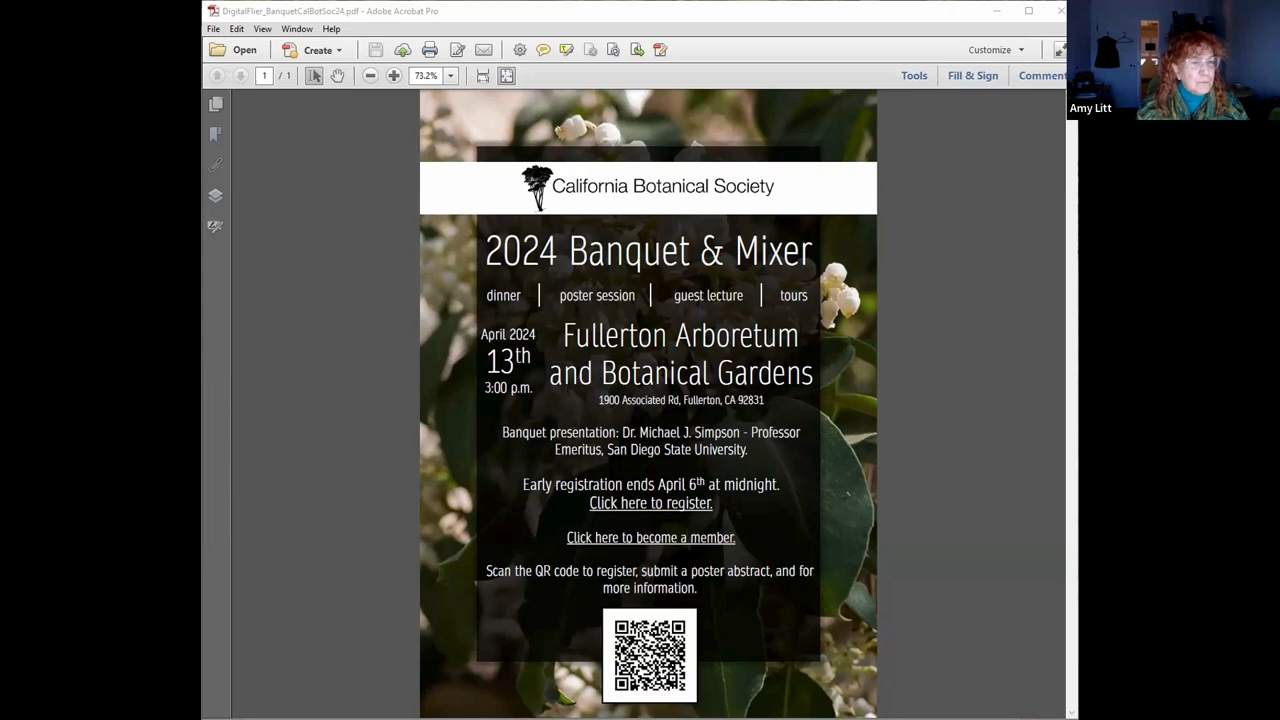 DigitalFlier_BanquetCalBotSoc24.pdf - Adobe Acrobat Pro
File Edit View Window Help
Open Create Customize
1 / 1 73.2% Tools Fill & Sign Comment
Amy Litt
California Botanical Society
2024 Banquet & Mixer
dinner poster session guest lecture tours
April 2024
13th
3:00 p.m.
Fullerton Arboretum
and Botanical Gardens
1900 Associated Rd, Fullerton, CA 92831
Banquet presentation: Dr. Michael J. Simpson - Professor
Emeritus, San Diego State University.
Early registration ends April 6th at midnight.
Click here to register.
Click here to become a member.
Scan the QR code to register, submit a poster abstract, and for
more information.